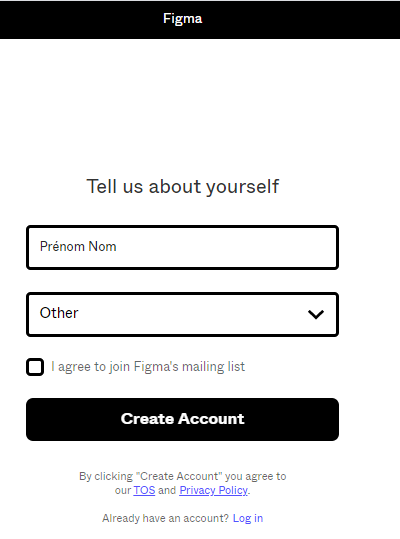 Figma
Tell us about yourself
Prénom Nom
Other
I agree to join Figma's mailing list
Create Account
By clicking "Create Account" you agree to
our TOS and Privacy Policy.
Already have an account? Log in